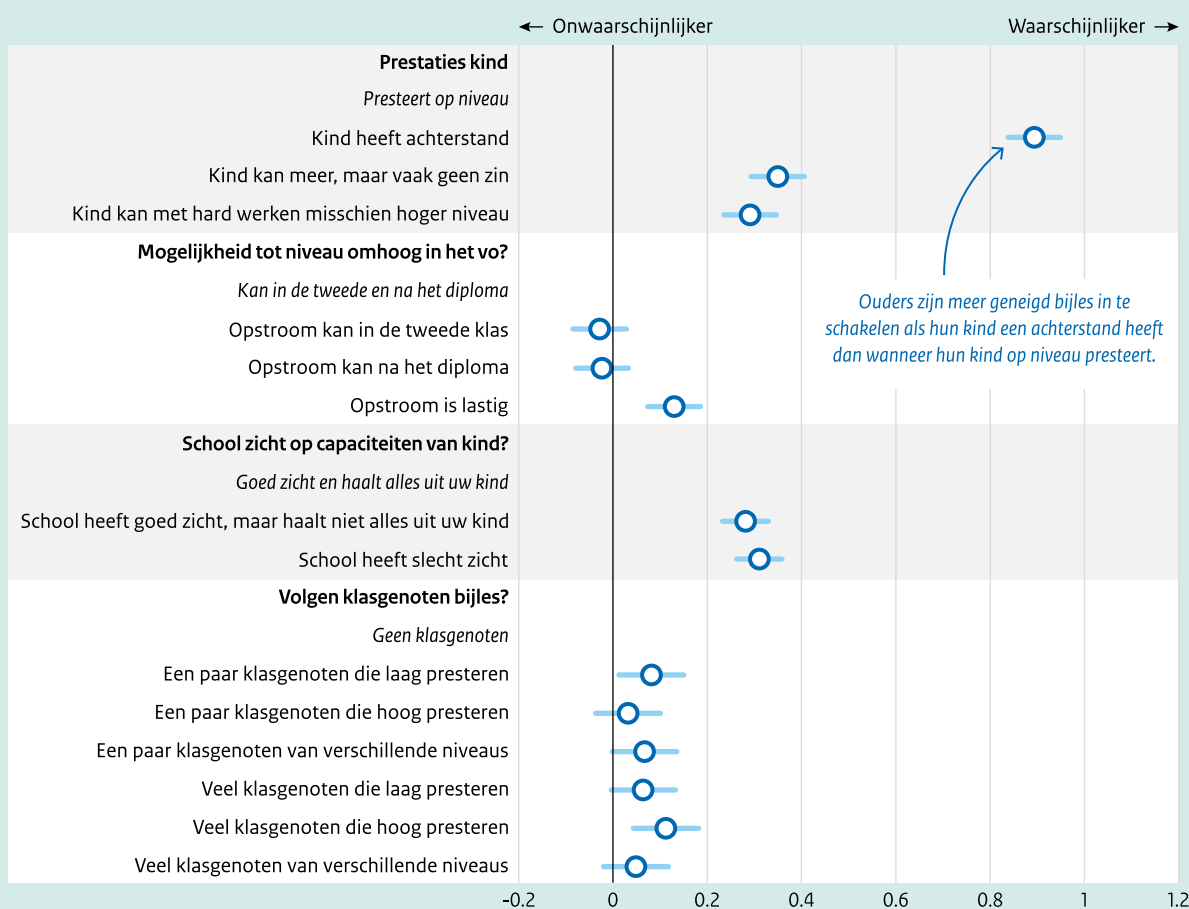 ← Onwaarschijnlijker
Waarschijnlijker →
Prestaties kind
Presteert op niveau
Kind heeft achterstand
Kind kan meer, maar vaak geen zin
Kind kan met hard werken misschien hoger niveau
Mogelijkheid tot niveau omhoog in het vo?
Kan in de tweede en na het diploma
Opstroom kan in de tweede klas
Opstroom kan na het diploma
Opstroom is lastig
Ouders zijn meer geneigd bijles in te
schakelen als hun kind een achterstand heeft
dan wanneer hun kind op niveau presteert.
School zicht op capaciteiten van kind?
Goed zicht en haalt alles uit uw kind
School heeft goed zicht, maar haalt niet alles uit uw kind
School heeft slecht zicht
Volgen klasgenoten bijles?
Geen klasgenoten
Een paar klasgenoten die laag presteren
Een paar klasgenoten die hoog presteren
Een paar klasgenoten van verschillende niveaus
Veel klasgenoten die laag presteren
Veel klasgenoten die hoog presteren
Veel klasgenoten van verschillende niveaus
-0.2 0 0.2 0.4 0.6 0.8 1 1.2